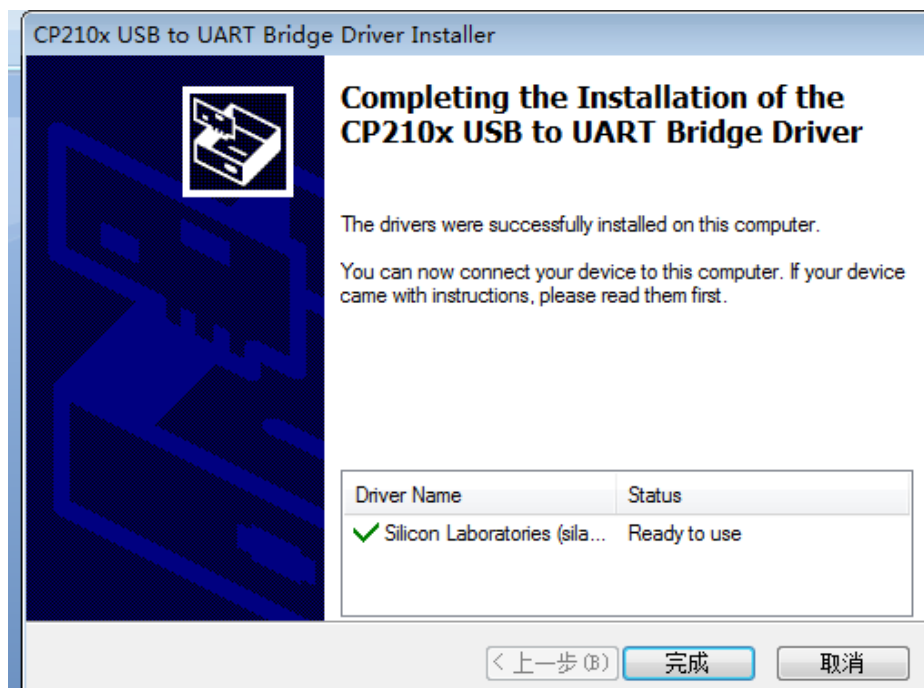 CP210x USB to UART Bridge Driver Installer
Completing the Installation of the
CP210x USB to UART Bridge Driver
The drivers were successfully installed on this computer.
You can now connect your device to this computer. If your device
came with instructions, please read them first.
Driver Name Status
Silicon Laboratories (sila... Ready to use
< 上一步(B) 完成 取消